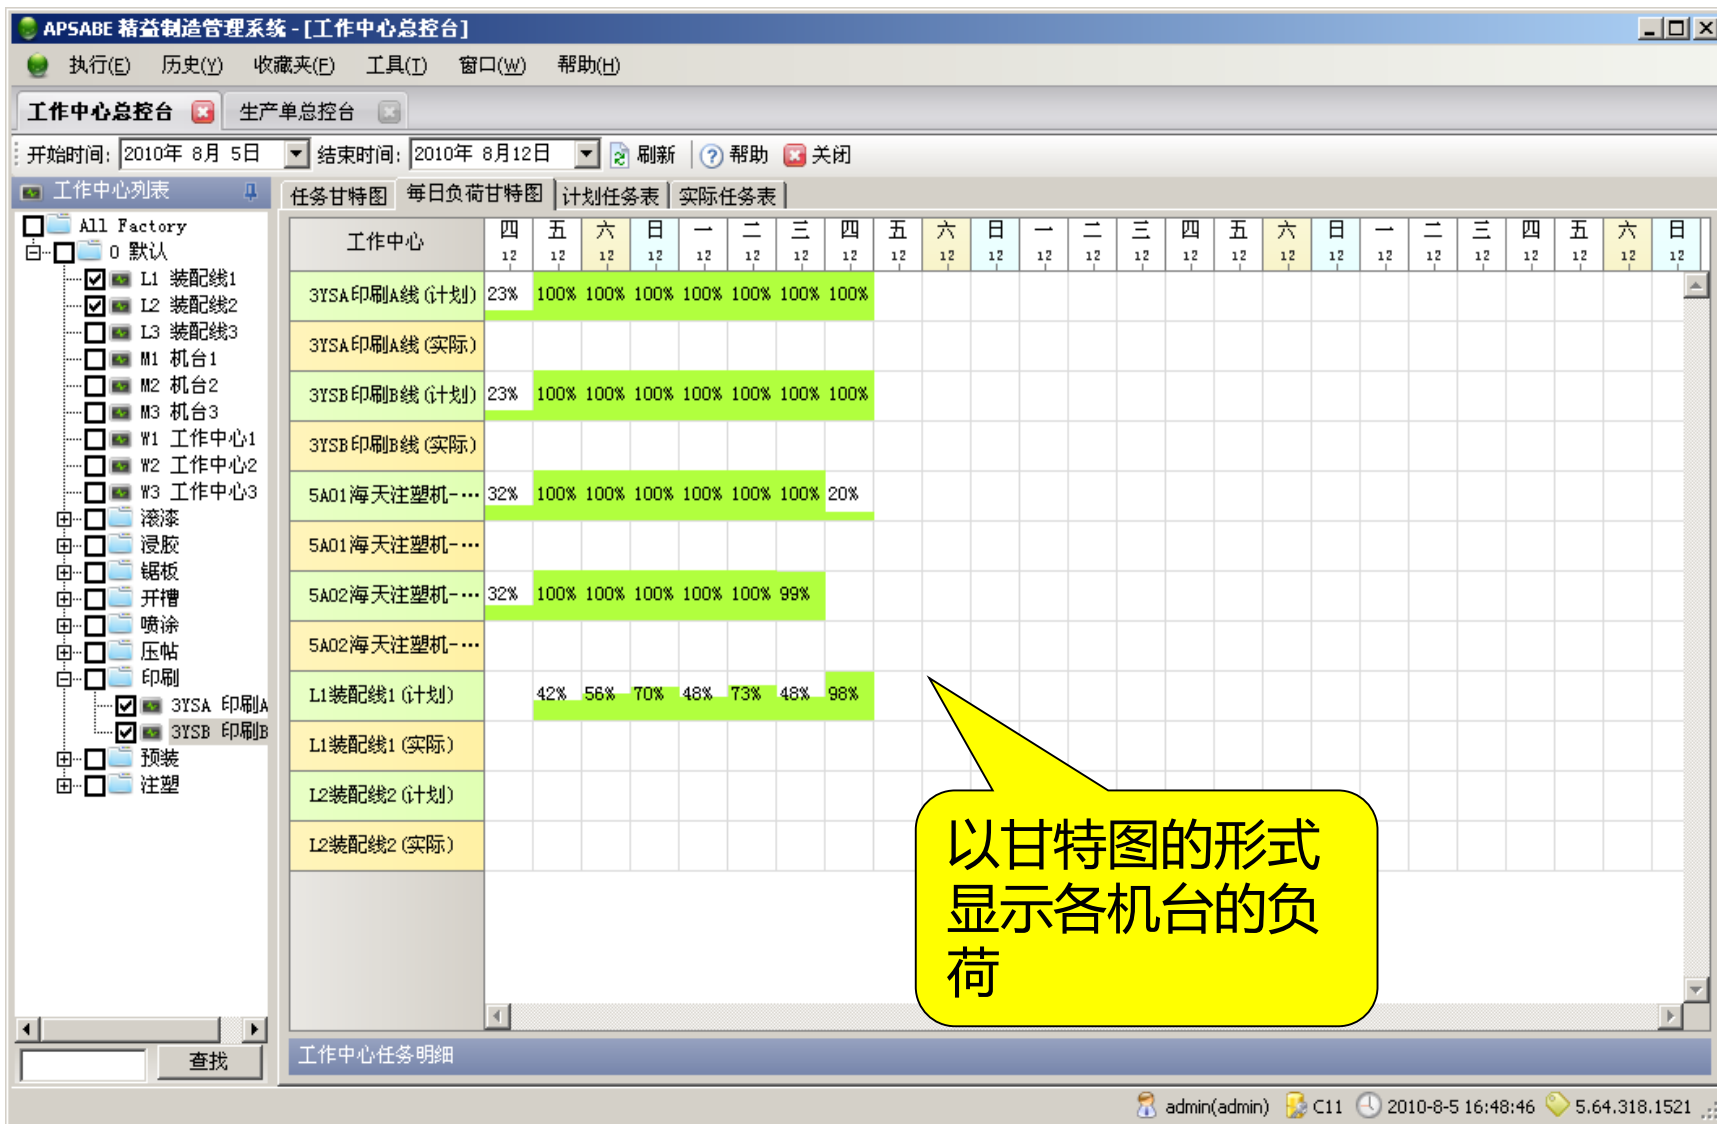 APSABE 精益制造管理系统 - [工作中心总控台]
执行(E) 历史(Y) 收藏夹(F) 工具(T) 窗口(W) 帮助(H)
工作中心总控台 生产单总控台
开始时间: 2010年 8月 5日 结束时间: 2010年 8月12日 刷新 帮助 关闭
工作中心列表
All Factory
0 默认
L1 装配线1
L2 装配线2
L3 装配线3
M1 机台1
M2 机台2
M3 机台3
W1 工作中心1
W2 工作中心2
W3 工作中心3
滚漆
浸胶
锯板
开槽
喷涂
压帖
印刷
3YSA 印刷A
3YSB 印刷B
预装
注塑
查找
任务甘特图 每日负荷甘特图 计划任务表 实际任务表
工作中心 四 五 六 日 一 二 三 四 五 六 日 一 二 三 四 五 六 日 一 二 三 四 五 六 日
12 12 12 12 12 12 12 12 12 12 12 12 12 12 12 12 12 12 12 12 12 12 12 12 12
3YSA印刷A线(计划) 23% 100% 100% 100% 100% 100% 100% 100%
3YSA印刷A线(实际)
3YSB印刷B线(计划) 23% 100% 100% 100% 100% 100% 100% 100%
3YSB印刷B线(实际)
5A01海天注塑机-… 32% 100% 100% 100% 100% 100% 100% 20%
5A01海天注塑机-…
5A02海天注塑机-… 32% 100% 100% 100% 100% 100% 99%
5A02海天注塑机-…
L1装配线1(计划) 42% 56% 70% 48% 73% 48% 98%
L1装配线1(实际)
L2装配线2(计划)
L2装配线2(实际)
以甘特图的形式
显示各机台的负
荷
工作中心任务明细
admin(admin) C11 2010-8-5 16:48:46 5.64.318.1521